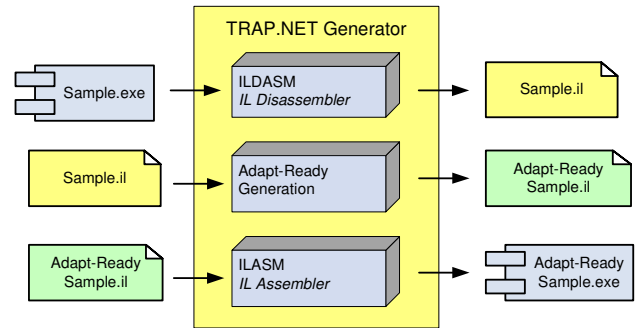 TRAP.NET Generator
Sample.exe
ILDASM
IL Disassembler
Sample.il
Sample.il
Adapt-Ready
Generation
Adapt-Ready
Sample.il
Adapt-Ready
Sample.il
ILASM
IL Assembler
Adapt-Ready
Sample.exe